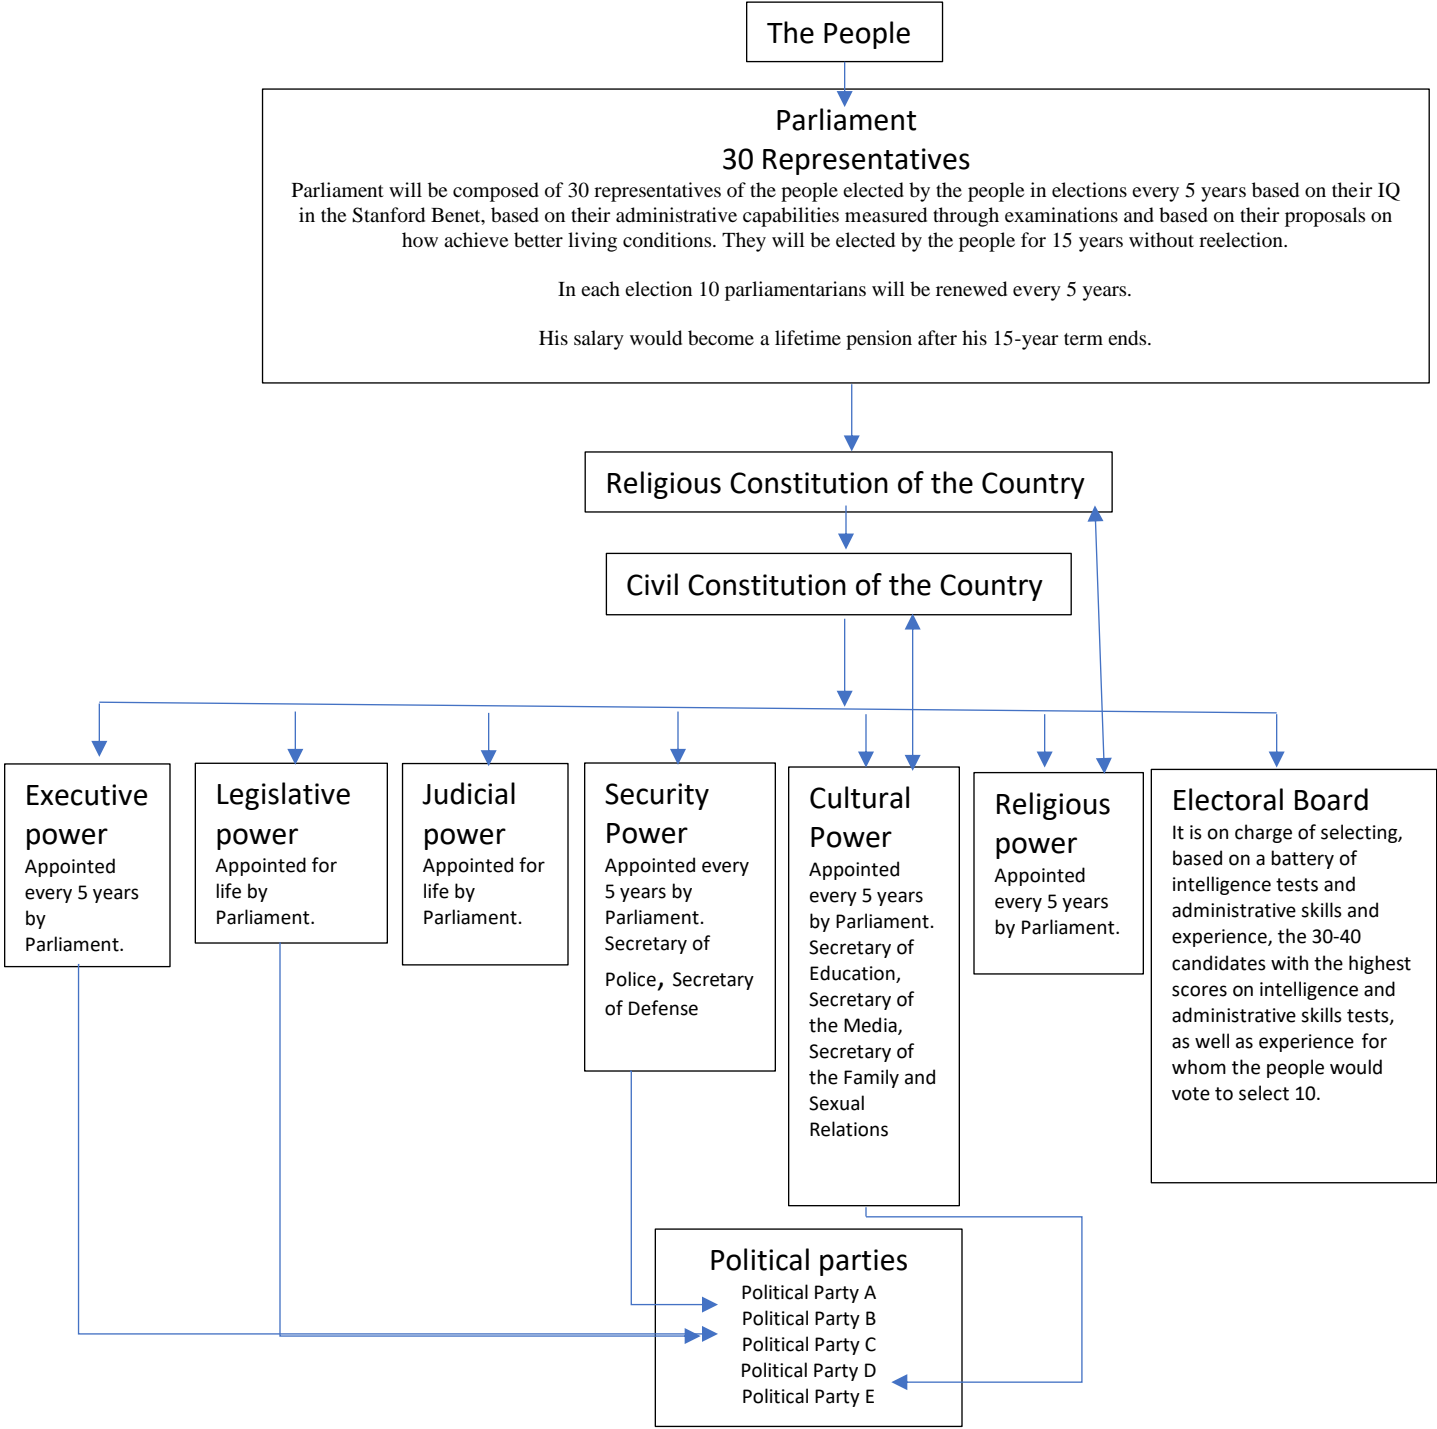 The People
Parliament
30 Representatives
Parliament will be composed of 30 representatives of the people elected by the people in elections every 5 years based on their IQ
in the Stanford Benet, based on their administrative capabilities measured through examinations and based on their proposals on
how achieve better living conditions. They will be elected by the people for 15 years without reelection.
In each election 10 parliamentarians will be renewed every 5 years.
His salary would become a lifetime pension after his 15-year term ends.
Religious Constitution of the Country
Civil Constitution of the Country
Executive
power
Appointed
every 5 years
by
Parliament.
Legislative
power
Appointed for
life by
Parliament.
Judicial
power
Appointed for
life by
Parliament.
Security
Power
Appointed every
5 years by
Parliament.
Secretary of
Police, Secretary
of Defense
Cultural
Power
Appointed
every 5 years
by Parliament.
Secretary of
Education,
Secretary of
the Media,
Secretary of
the Family and
Sexual
Relations
Religious
power
Appointed
every 5 years
by Parliament.
Electoral Board
It is on charge of selecting,
based on a battery of
intelligence tests and
administrative skills and
experience, the 30-40
candidates with the highest
scores on intelligence and
administrative skills tests,
as well as experience for
whom the people would
vote to select 10.
Political parties
Political Party A
Political Party B
Political Party C
Political Party D
Political Party E